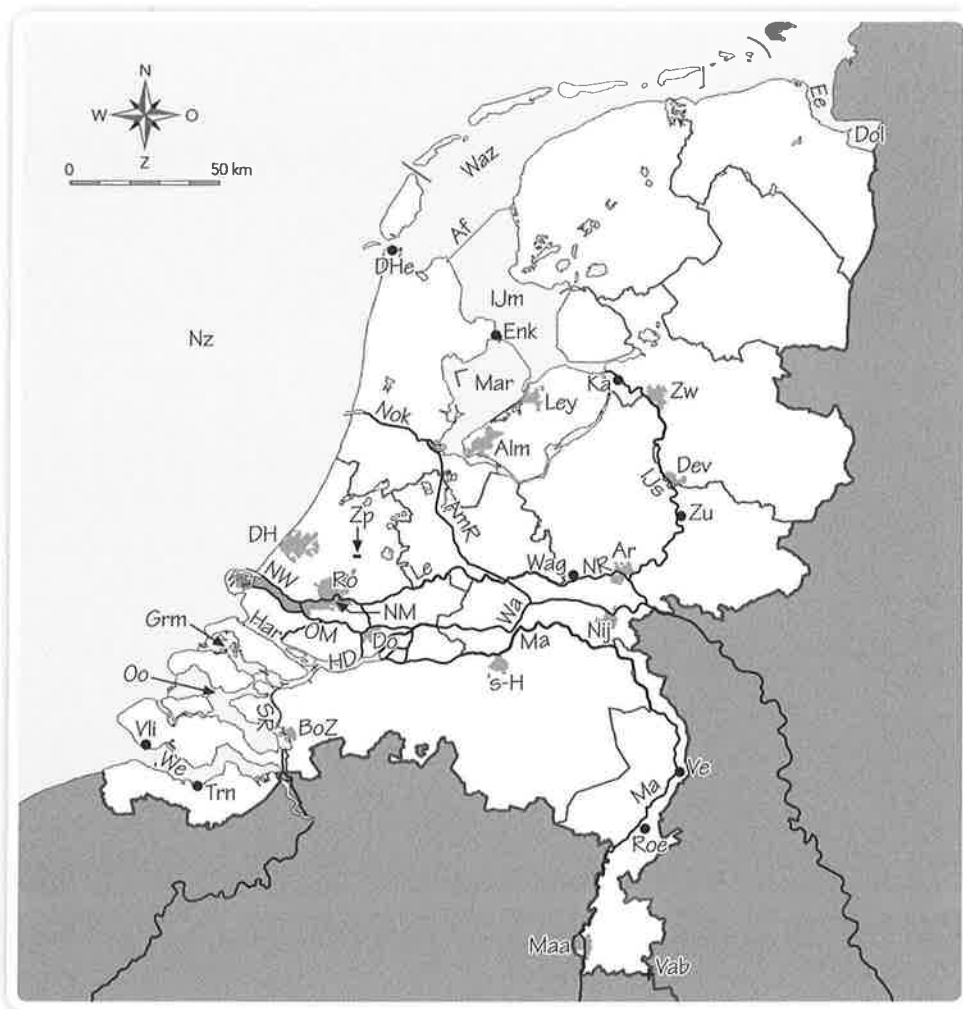 N
W
O
Z
0
50 km
Waz
Ee
Dol
Af
DHe
IJm
Nz
Enk
Mar
Ka
Zw
Ley
Nok
Alm
Dev
IJs
Zp
AmR
Zu
DH
Wag
NR
Ar
Le
NW
Ro
NM
Wa
Har
OM
Grm
Do
Ma
Nij
HD
Oo
's-H
SR
BoZ
Vli
We
Trn
Ve
Ma
Roe
Maa
Vab